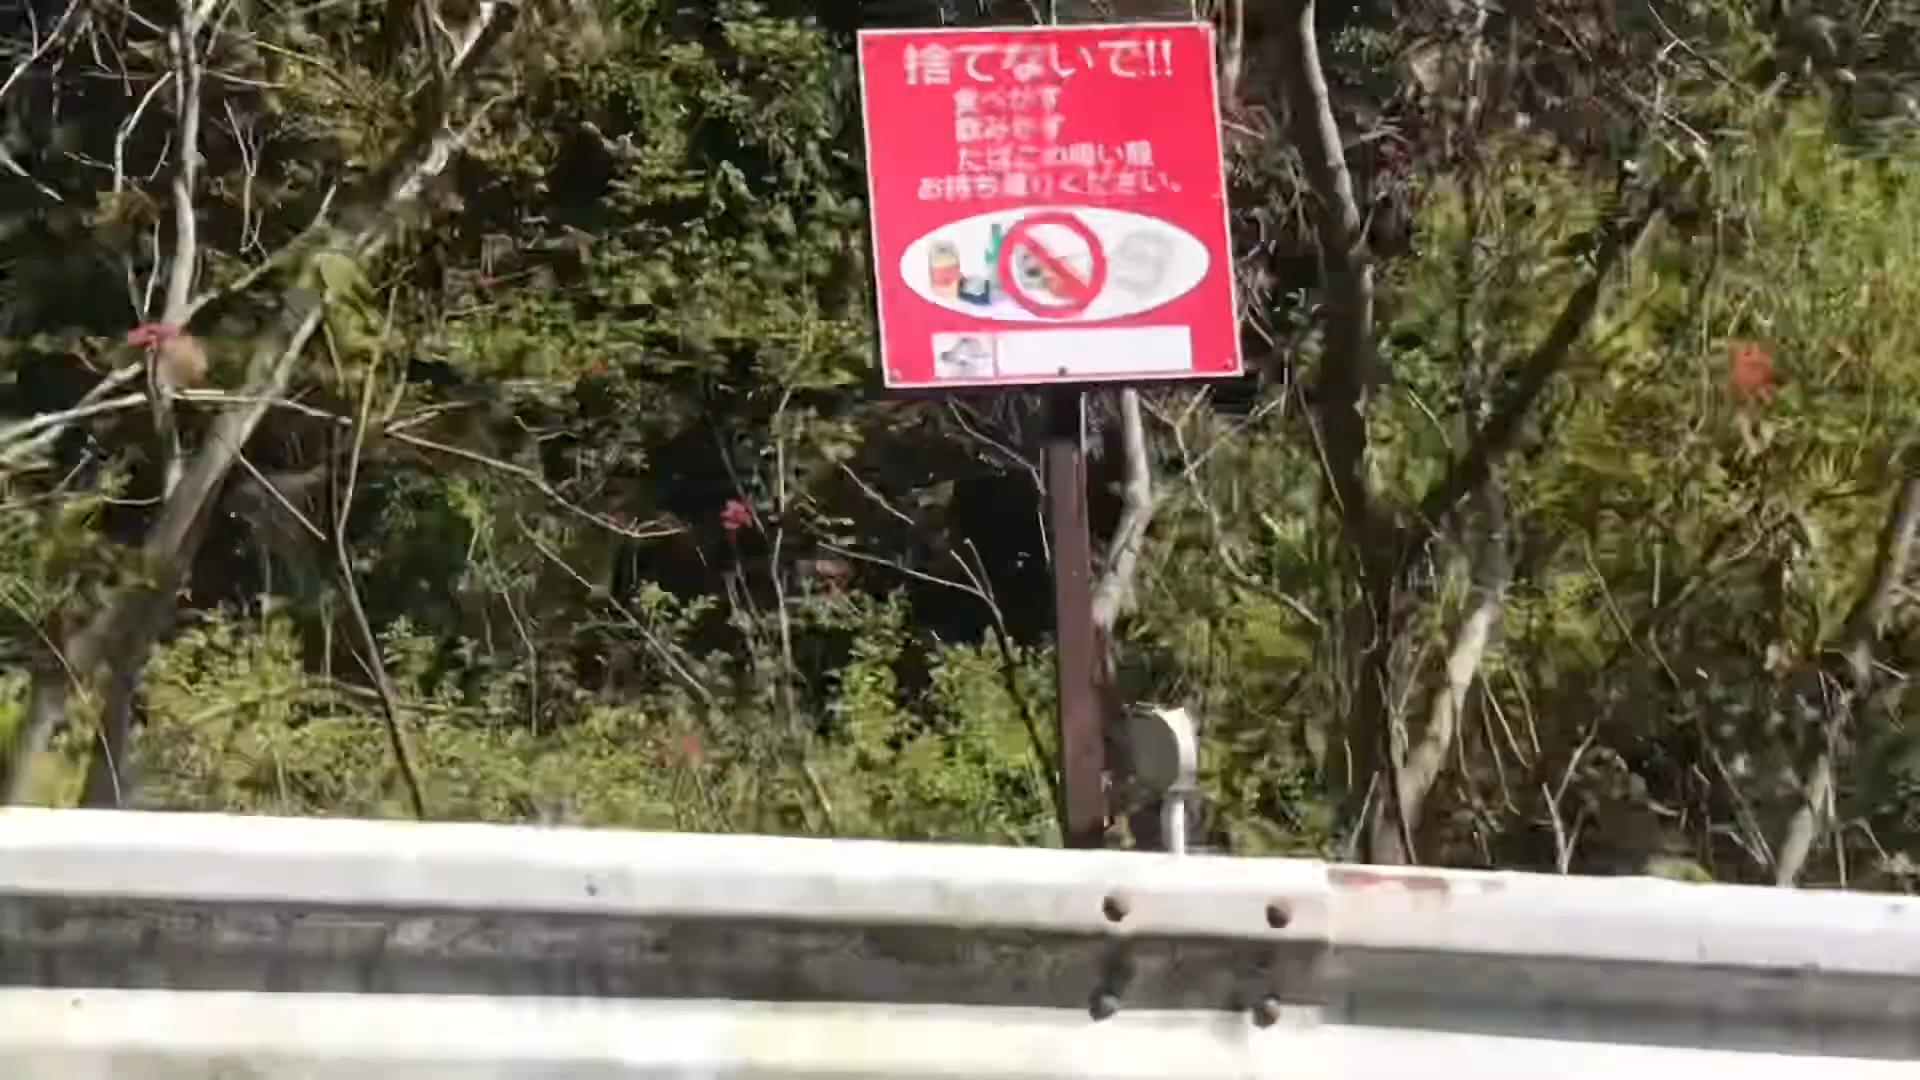 捨てないで!!
食べかす
飲みかす
たばこの吸い殻
お持ち帰りください。